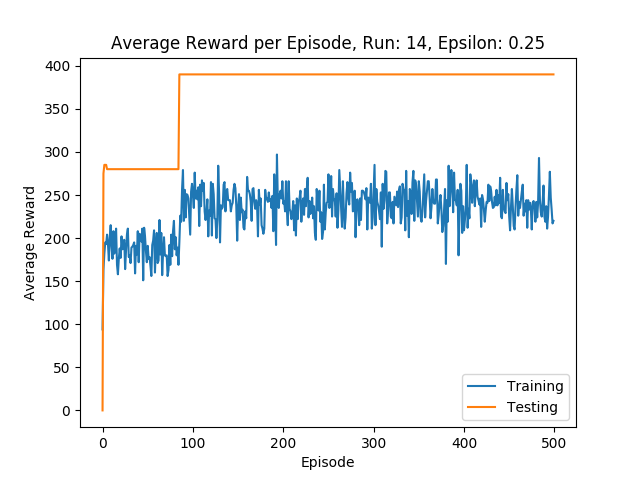 Average Reward per Episode, Run: 14, Epsilon: 0.25
Average Reward
400
350
300
250
200
150
100
50
0
0 100 200 300 400 500
Episode
Training
Testing